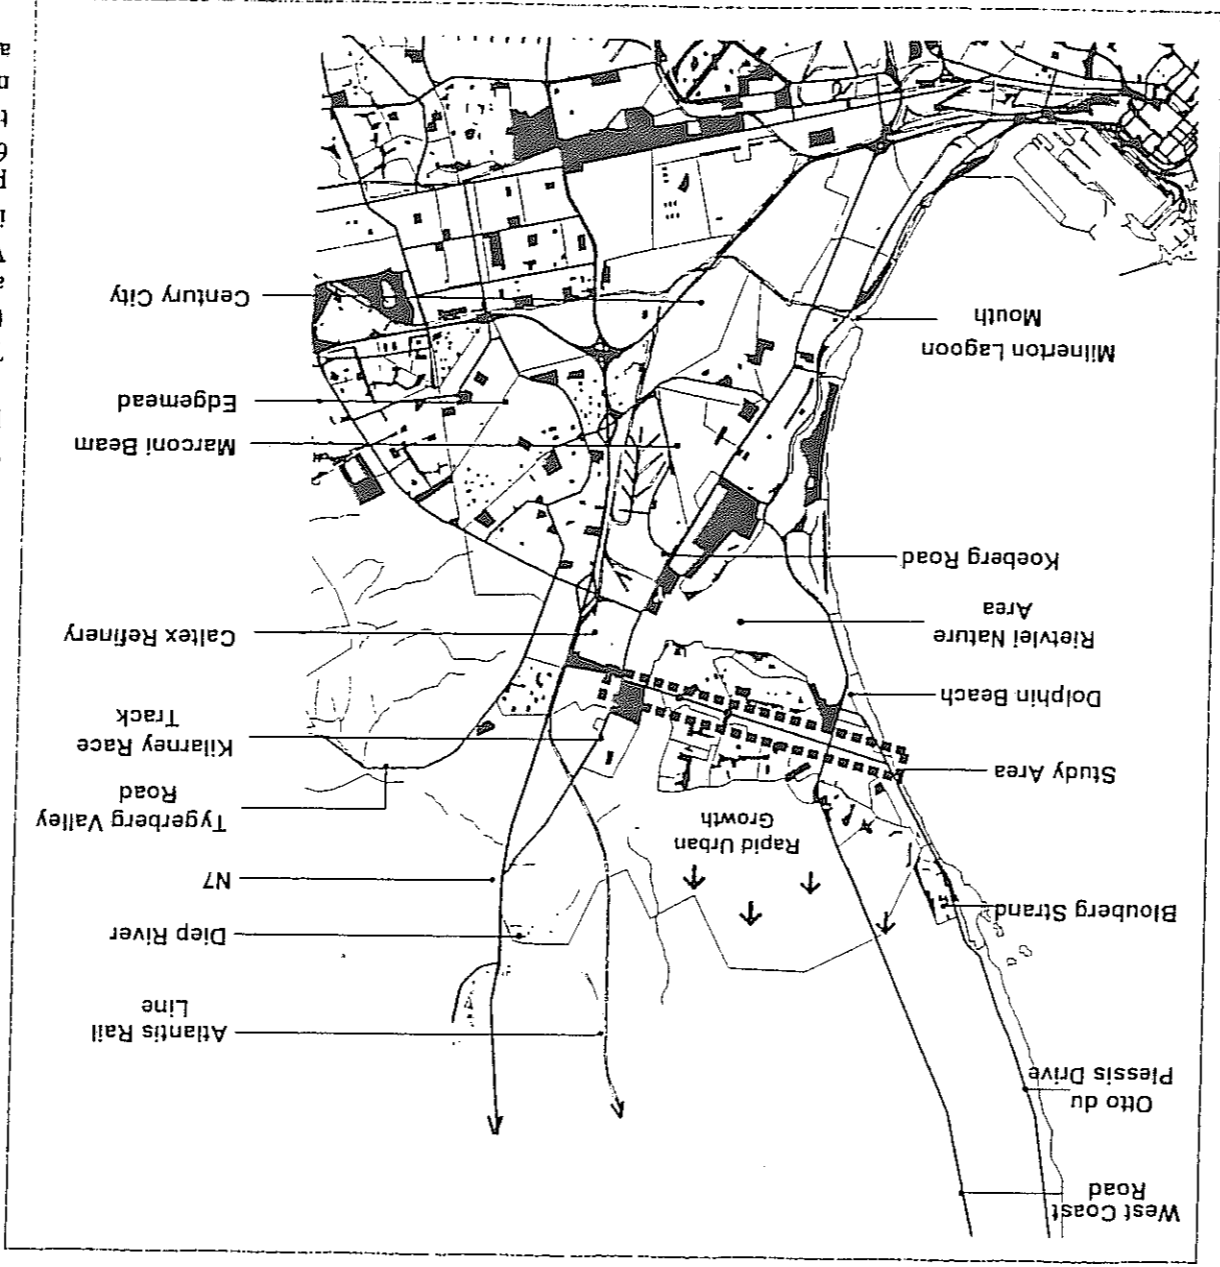 West Coast
Road
Otto du
Plessis Drive
Blouberg Strand
Study Area
Dolphin Beach
Rietvlei Nature
Area
Koeberg Road
Milnerton Lagoon
Mouth
Rapid Urban
Growth
Atlantis Rail
Line
Diep River
N7
Tygerberg Valley
Road
Kilarney Race
Track
Caltex Refinery
Marconi Beam
Edgemead
Century City